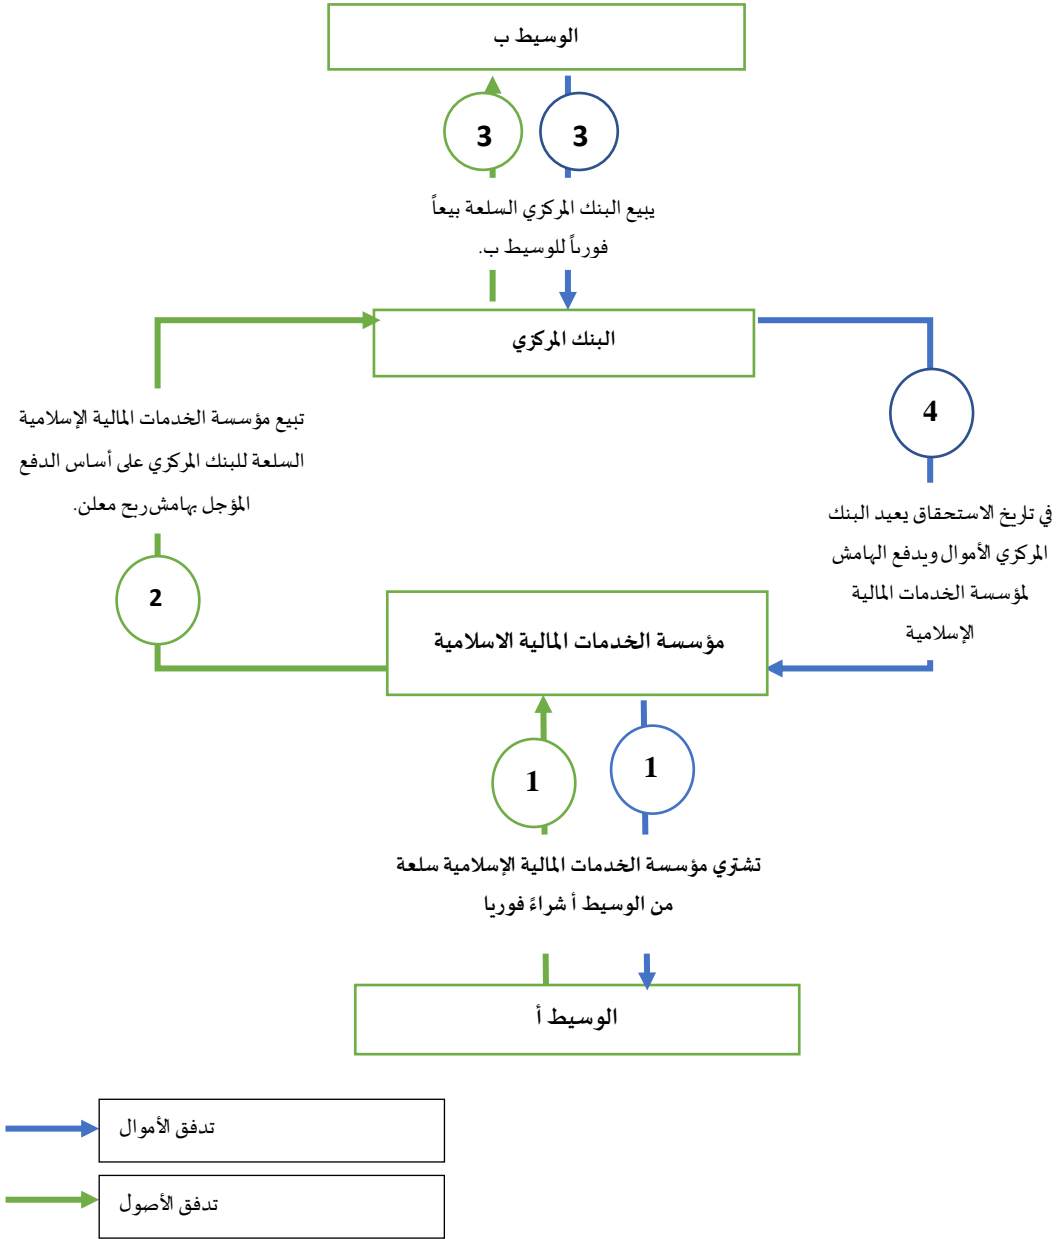 الوسيط ب
3
3
يبيع البنك المركزي السلعة بيعاً
فورياً للوسيط ب.
البنك المركزي
4
تبيع مؤسسة الخدمات المالية الإسلامية
السلعة للبنك المركزي على أساس الدفع
المؤجل بهامش ربح معلن.
في تاريخ الاستحقاق يعيد البنك
المركزي الأموال ويدفع الهامش
لمؤسسة الخدمات المالية
الإسلامية
2
مؤسسة الخدمات المالية الاسلامية
1
1
تشتري مؤسسة الخدمات المالية الإسلامية سلعة
من الوسيط أ شراءً فوريا
الوسيط أ
تدفق الأموال
تدفق الأصول